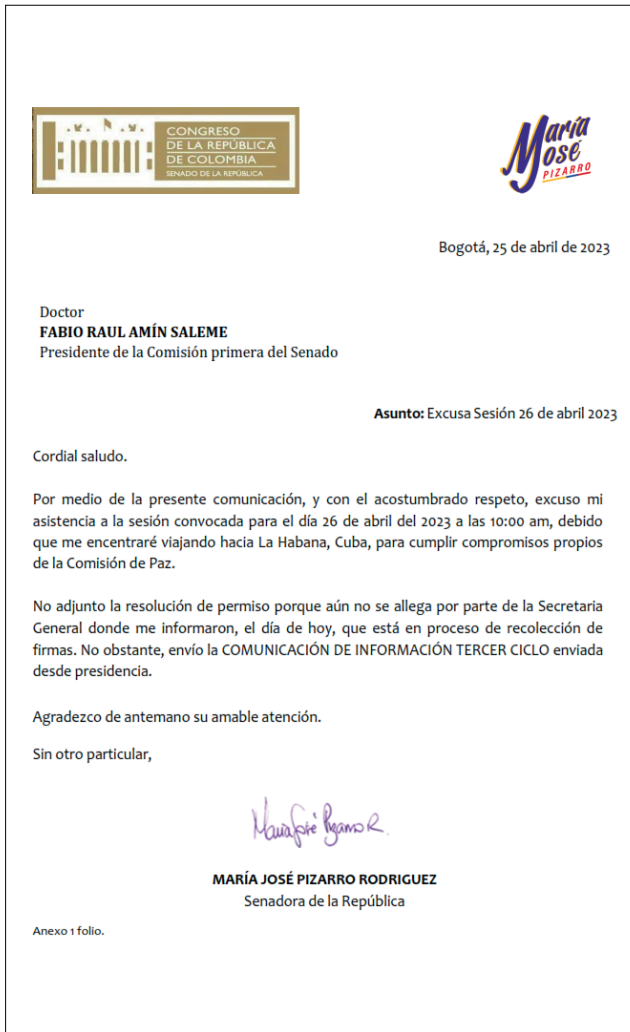 CONGRESO
DE LA REPÚBLICA
DE COLOMBIA
SENADO DE LA REPÚBLICA
María
José
PIZARRO
Bogotá, 25 de abril de 2023
Doctor
FABIO RAUL AMÍN SALEME
Presidente de la Comisión primera del Senado
Asunto: Excusa Sesión 26 de abril 2023
Cordial saludo.
Por medio de la presente comunicación, y con el acostumbrado respeto, excuso mi
asistencia a la sesión convocada para el día 26 de abril del 2023 a las 10:00 am, debido
que me encentraré viajando hacia La Habana, Cuba, para cumplir compromisos propios
de la Comisión de Paz.
No adjunto la resolución de permiso porque aún no se allega por parte de la Secretaria
General donde me informaron, el día de hoy, que está en proceso de recolección de
firmas. No obstante, envío la COMUNICACIÓN DE INFORMACIÓN TERCER CICLO enviada
desde presidencia.
Agradezco de antemano su amable atención.
Sin otro particular,
María José Pizarro R.
MARÍA JOSÉ PIZARRO RODRIGUEZ
Senadora de la República
Anexo 1 folio.